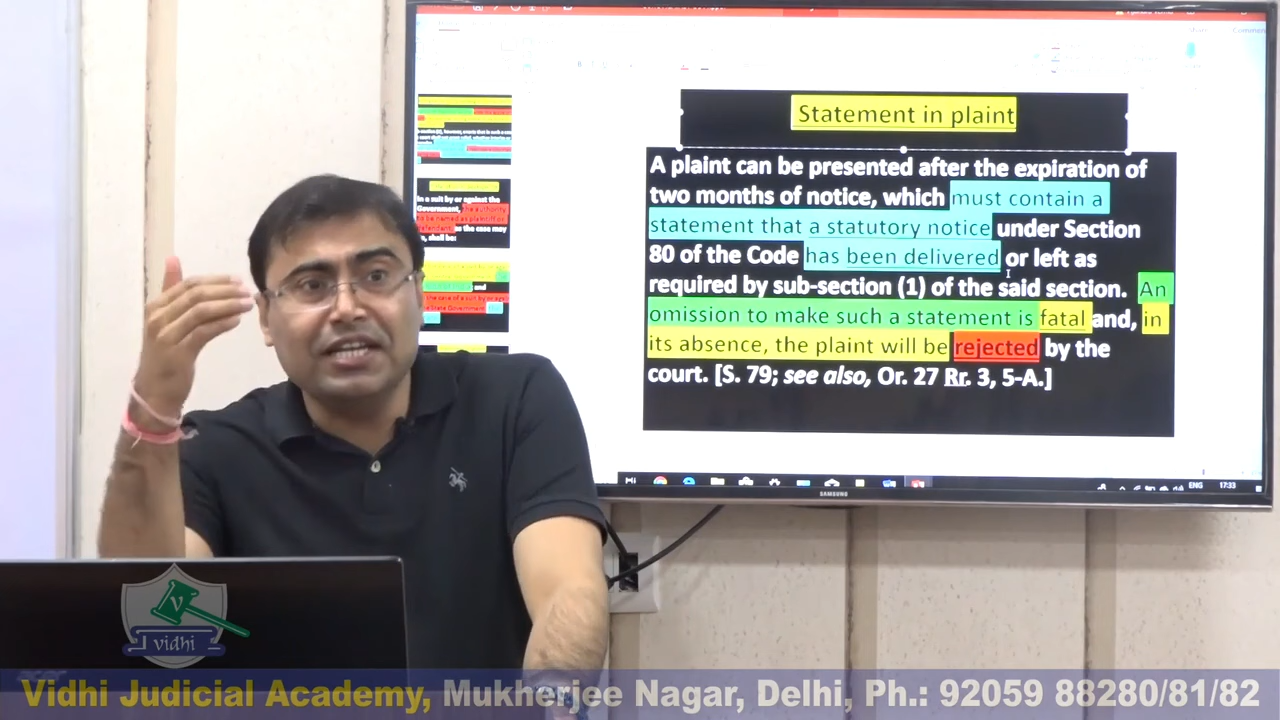 Statement in plaint
A plaint can be presented after the expiration of
two months of notice, which must contain a
statement that a statutory notice under Section
80 of the Code has been delivered or left as
required by sub-section (1) of the said section. An
omission to make such a statement is fatal and, in
its absence, the plaint will be rejected by the
court. [S. 79; see also, Or. 27 Rr. 3, 5-A.]
ENG 17:33
SAMSUNG
V
vidhi
Vidhi Judicial Academy, Mukherjee Nagar, Delhi, Ph.: 92059 88280/81/82